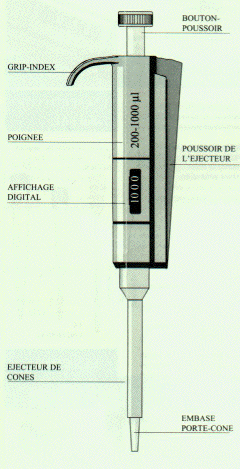 BOUTON-
POUSSOIR
GRIP-INDEX
200-1000 µl
POIGNEE
POUSSOIR DE
L'EJECTEUR
AFFICHAGE
DIGITAL
1000
EJECTEUR DE
CONES
EMBASE
PORTE-CONE